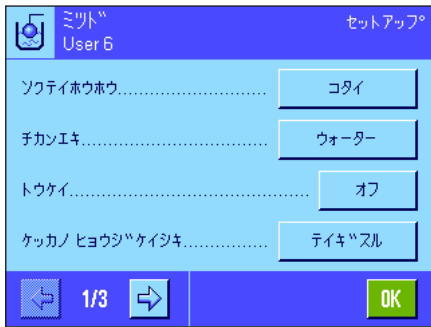 ミツド゛ セットアップ゜
User 6
ソクテイホウホウ.......................... コタイ
チカンエキ................................. ウォーター
トウケイ.......................................... オフ
ケッカノ ヒョウジ゛ケイシキ............... テイギ゛スル
1/3 OK